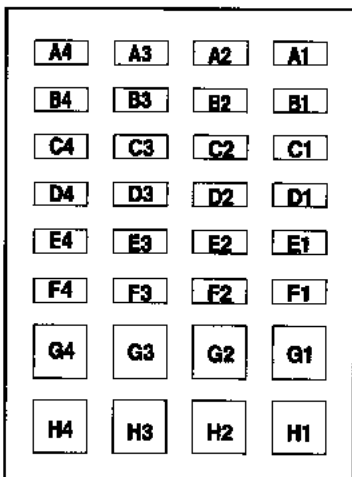 A4 A3 A2 A1
B4 B3 B2 B1
C4 C3 C2 C1
D4 D3 D2 D1
E4 E3 E2 E1
F4 F3 F2 F1
G4 G3 G2 G1
H4 H3 H2 H1